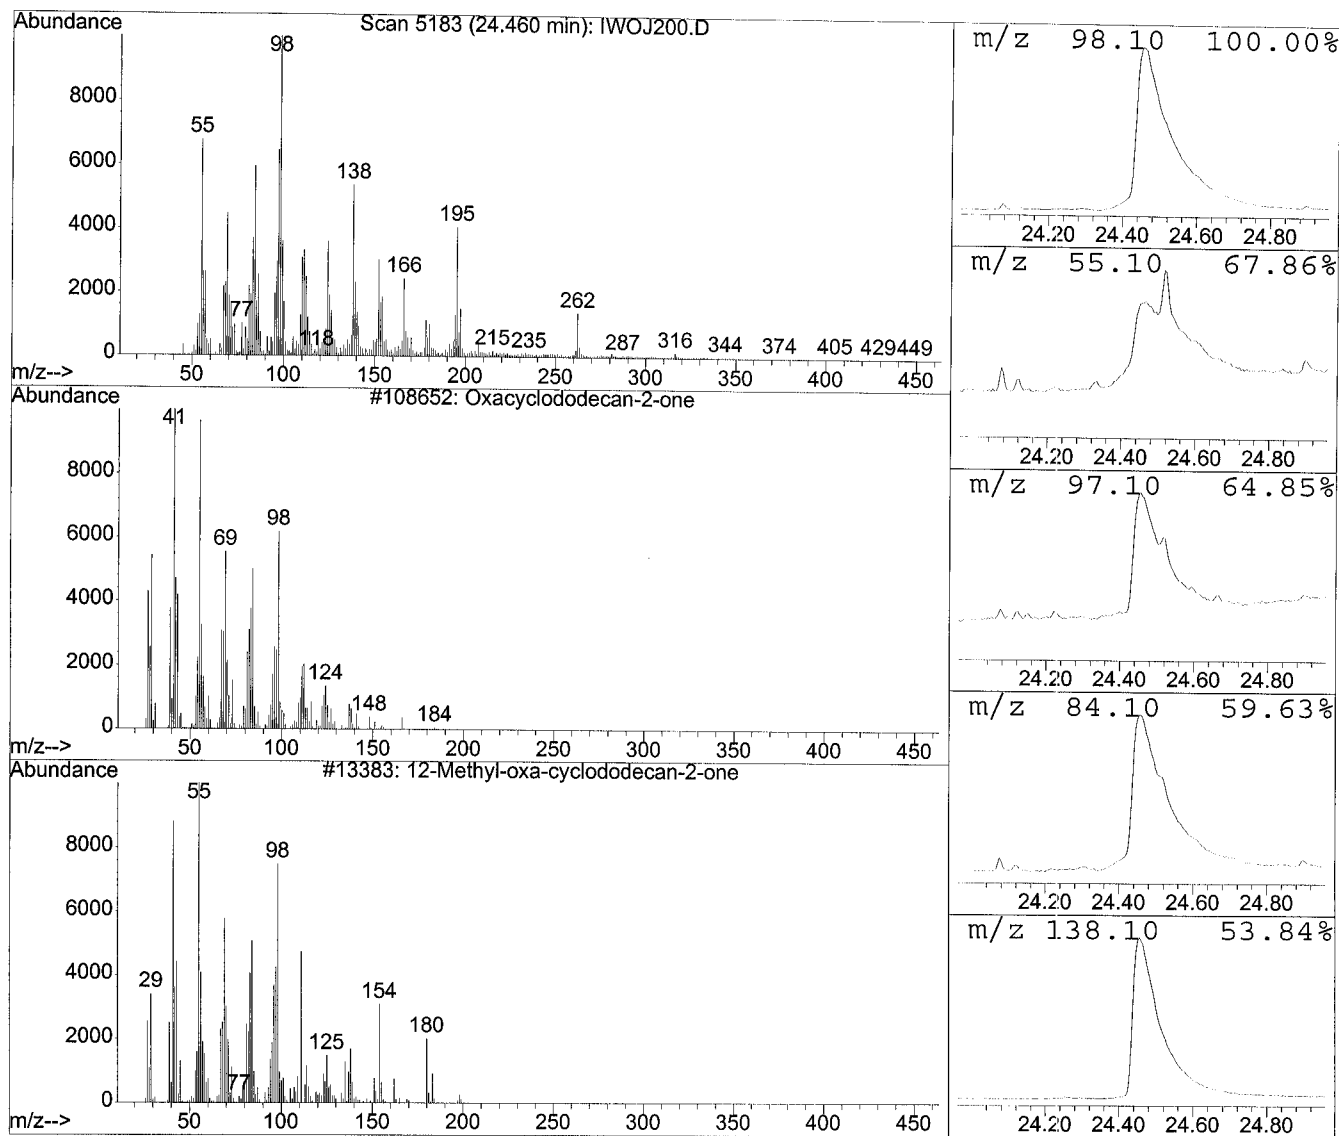 Abundance
Scan 5183 (24.460 min): IWOJ200.D
98
8000
55
6000
138
195
4000
166
2000
77
262
118
215 235
287 316 344 374 405 429 449
0
50 100 150 200 250 300 350 400 450
m/z-->
Abundance
#108652: Oxacyclododecan-2-one
41
8000
98
69
6000
4000
2000
124
148 184
0
50 100 150 200 250 300 350 400 450
m/z-->
Abundance
#13383: 12-Methyl-oxa-cyclododecan-2-one
55
8000
98
6000
4000
29
154
2000
180
125
77
0
50 100 150 200 250 300 350 400 450
m/z-->
m/z 98.10 100.00%
24.20 24.40 24.60 24.80
m/z 55.10 67.86%
24.20 24.40 24.60 24.80
m/z 97.10 64.85%
24.20 24.40 24.60 24.80
m/z 84.10 59.63%
24.20 24.40 24.60 24.80
m/z 138.10 53.84%
24.20 24.40 24.60 24.80